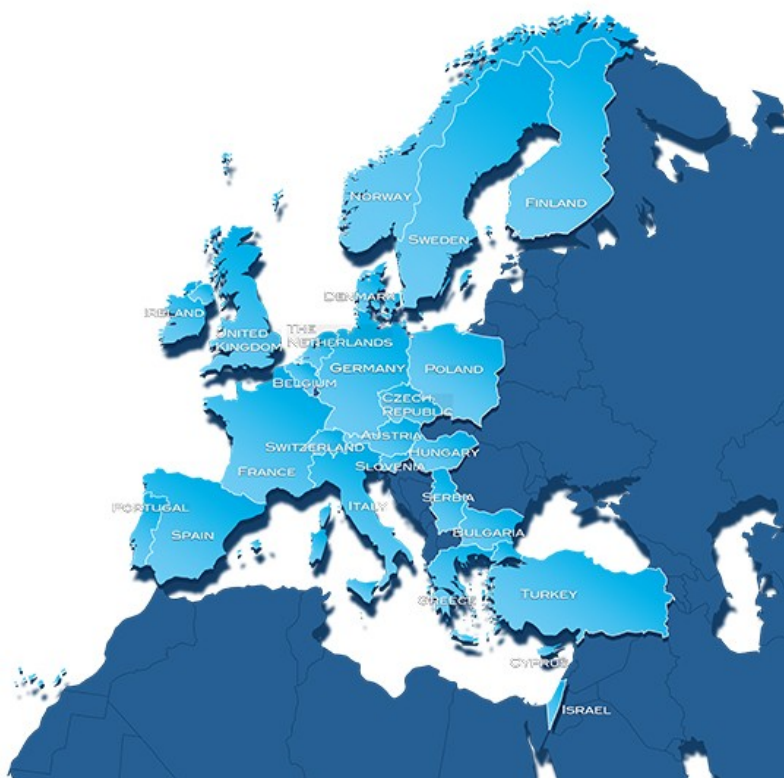 NORWAY
FINLAND
SWEDEN
DENMARK
IRELAND
UNITED
KINGDOM
THE
NETHERLANDS
GERMANY
POLAND
BELGIUM
CZECH
REPUBLIC
AUSTRIA
SWITZERLAND
HUNGARY
SLOVENIA
FRANCE
SERBIA
PORTUGAL
ITALY
SPAIN
BULGARIA
TURKEY
GREECE
CYPRUS
ISRAEL